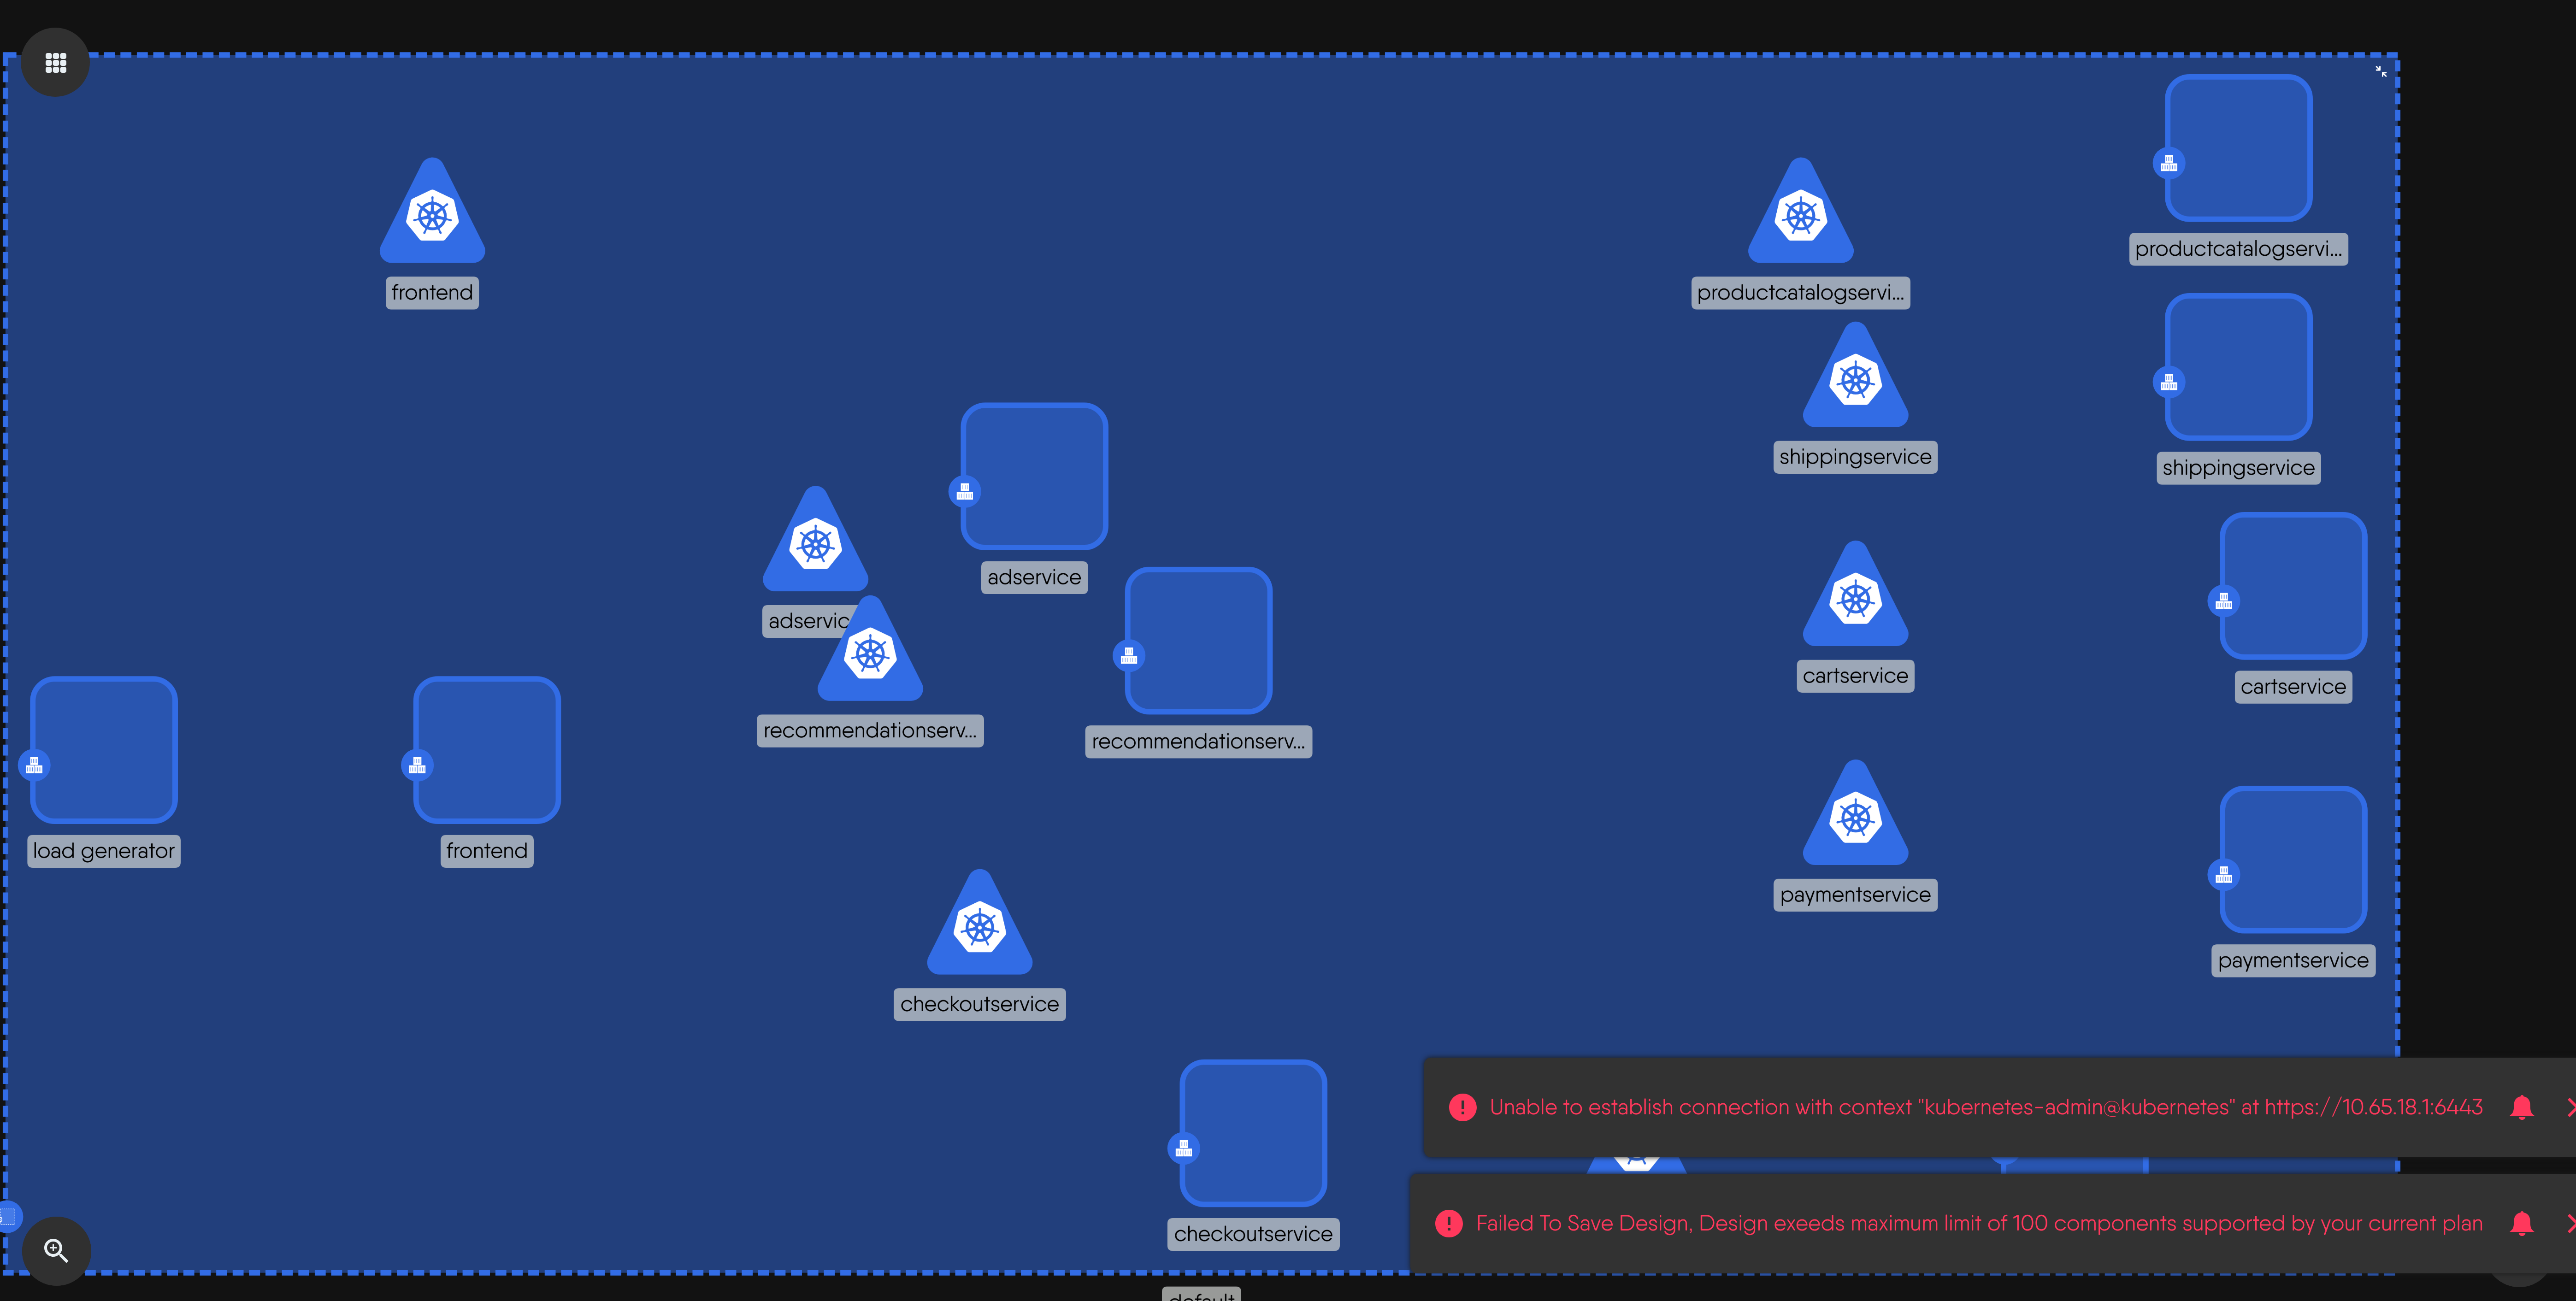 productcatalogservi...
frontend
productcatalogservi...
shippingservice
shippingservice
adservice
adservic
cartservice
cartservice
recommendationserv...
recommendationserv...
load generator
frontend
paymentservice
paymentservice
checkoutservice
Unable to establish connection with context "kubernetes-admin@kubernetes" at https://10.65.18.1:6443
checkoutservice
Failed To Save Design, Design exeeds maximum limit of 100 components supported by your current plan
default